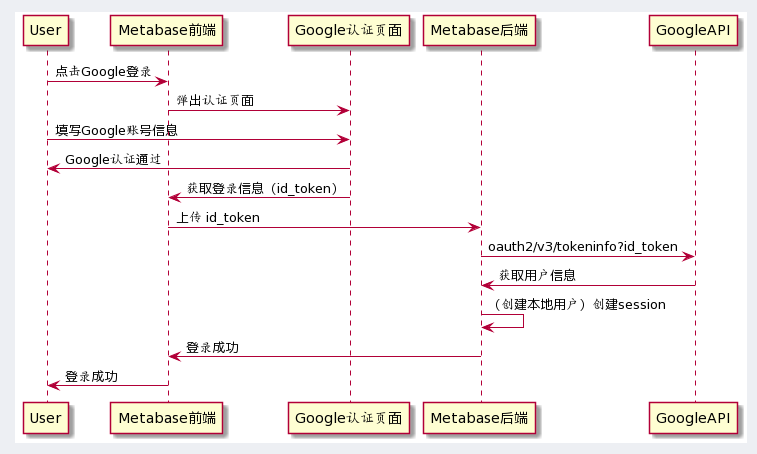 User Metabase前端 Google认证页面 Metabase后端 GoogleAPI
点击Google登录
弹出认证页面
填写Google账号信息
Google认证通过
获取登录信息（id_token）
上传 id_token
oauth2/v3/tokeninfo?id_token
获取用户信息
（创建本地用户）创建session
登录成功
登录成功
User Metabase前端 Google认证页面 Metabase后端 GoogleAPI